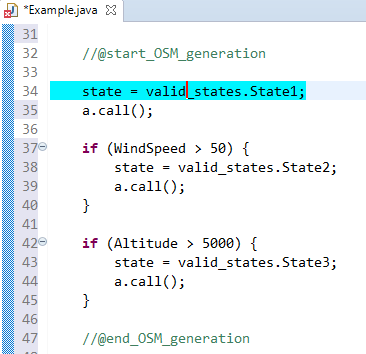 *Example.java
31
32 //@start_OSM_generation
33
34 state = valid_states.State1;
35 a.call();
36
37 if (WindSpeed > 50) {
38 state = valid_states.State2;
39 a.call();
40 }
41
42 if (Altitude > 5000) {
43 state = valid_states.State3;
44 a.call();
45 }
46
47 //@end_OSM_generation